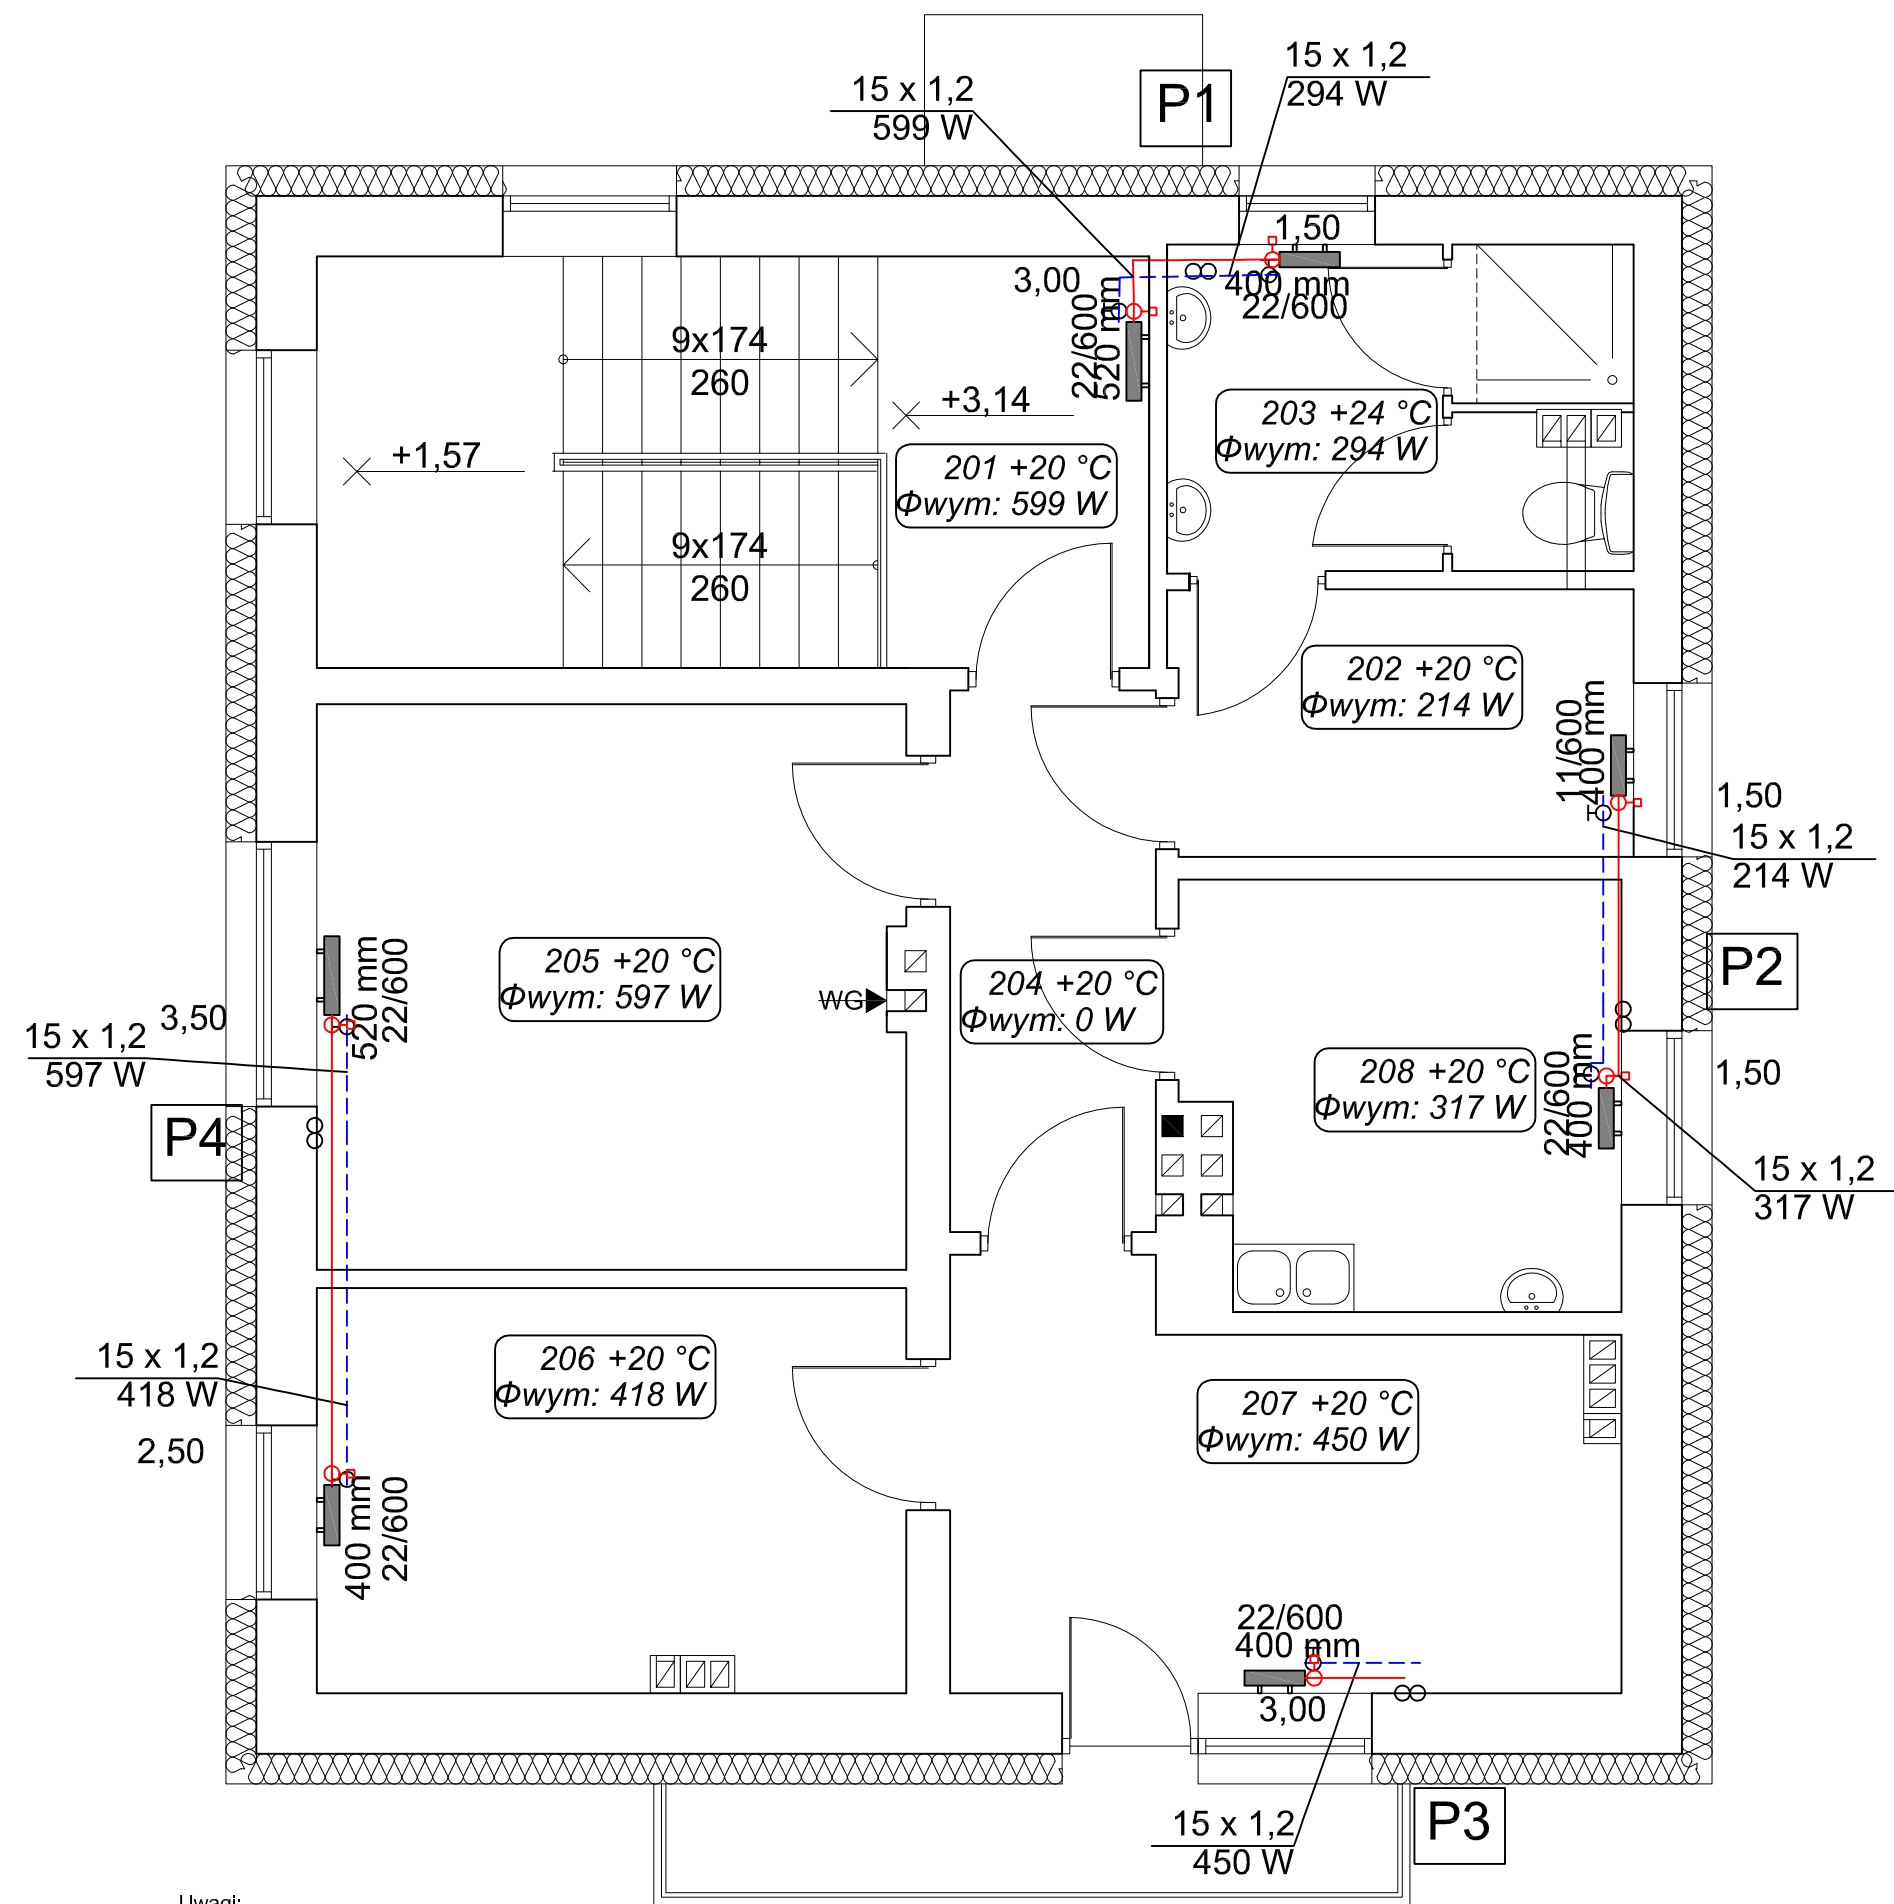 15 x 1,2
294 W
15 x 1,2
599 W
P1
1,50
400 mm
22/600
3,00
22/600
520 mm
9x174
260
+3,14
+1,57
203 +24 °C
Φwym: 294 W
201 +20 °C
Φwym: 599 W
9x174
260
202 +20 °C
Φwym: 214 W
11/600
400 mm
1,50
15 x 1,2
214 W
205 +20 °C
Φwym: 597 W
520 mm
22/600
WG
204 +20 °C
Φwym: 0 W
P2
3,50
15 x 1,2
597 W
208 +20 °C
Φwym: 317 W
22/600
400 mm
1,50
P4
15 x 1,2
317 W
15 x 1,2
418 W
206 +20 °C
Φwym: 418 W
207 +20 °C
Φwym: 450 W
2,50
400 mm
22/600
22/600
400 mm
3,00
15 x 1,2
450 W
P3
Uwagi: